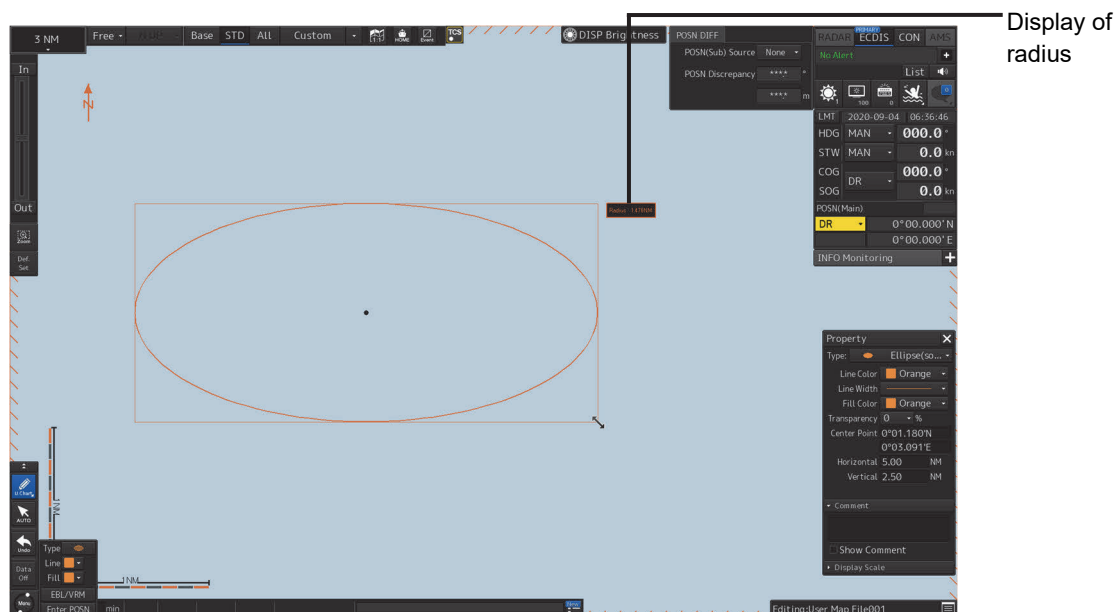 Display of
radius
3 NM
Free
Base STD All Custom
1:1 HOME Event
TCS
DISP Brightness
POSN DIFF
POSN(Sub) Source None
POSN Discrepancy ***.* °
***.* m
PRIMARY
RADAR ECDIS CON AMS
No Alert
List
1 100 0
LMT 2020-09-04 06:36:46
HDG MAN 000.0 °
STW MAN 0.0 kn
COG 000.0 °
DR
SOG 0.0 kn
POSN(Main)
DR 0°00.000'N
0°00.000'E
INFO Monitoring
In
Out
Zoom
Def.
Set
N
Radius
Property
Type: Ellipse(so...
Line Color Orange
Line Width
Fill Color Orange
Transparency 0 %
Center Point 0°01.180'N
0°03.091'E
Horizontal 5.00 NM
Vertical 2.50 NM
Comment
Show Comment
Display Scale
U.Chart
AUTO
Undo
Data
Off
Menu
1NM
1NM
Type
Line
Fill
EBL/VRM
Enter POSN min
New
Editing:User Map File001